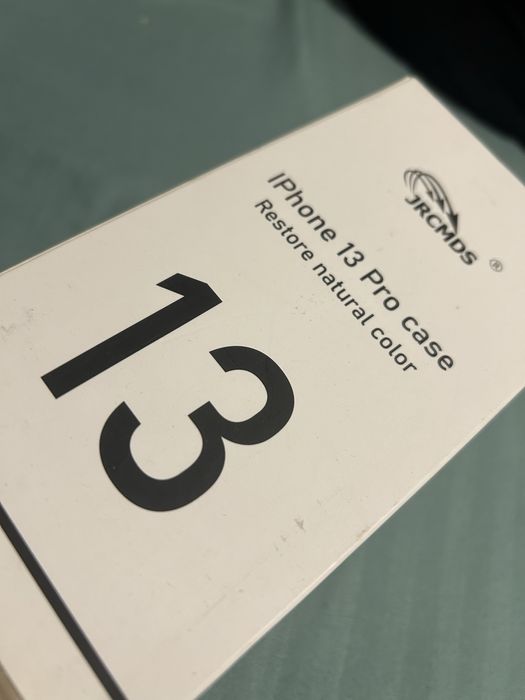 JRCMDS ®
IPhone 13 Pro case
Restore natural color
13